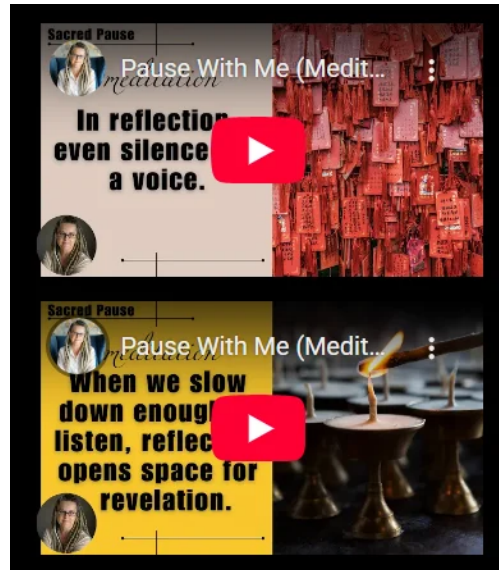 Sacred Pause
Pause With Me (Medit...
meditation
In reflection
even silence
a voice.
Sacred Pause
Pause With Me (Medit...
meditation
When we slow
down enough
listen, reflec
opens space for
revelation.